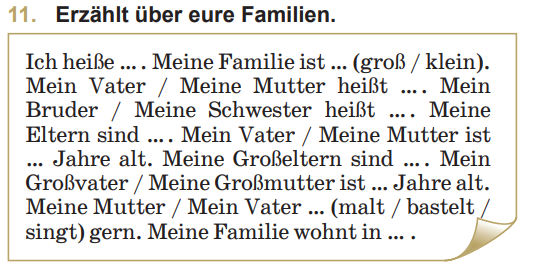 11. Erzählt über eure Familien.
Ich heiße ... . Meine Familie ist ... (groß / klein).
Mein Vater / Meine Mutter heißt ... . Mein
Bruder / Meine Schwester heißt ... . Meine
Eltern sind ... . Mein Vater / Meine Mutter ist
... Jahre alt. Meine Großeltern sind ... . Mein
Großvater / Meine Großmutter ist ... Jahre alt.
Meine Mutter / Mein Vater ... (malt / bastelt /
singt) gern. Meine Familie wohnt in ... .